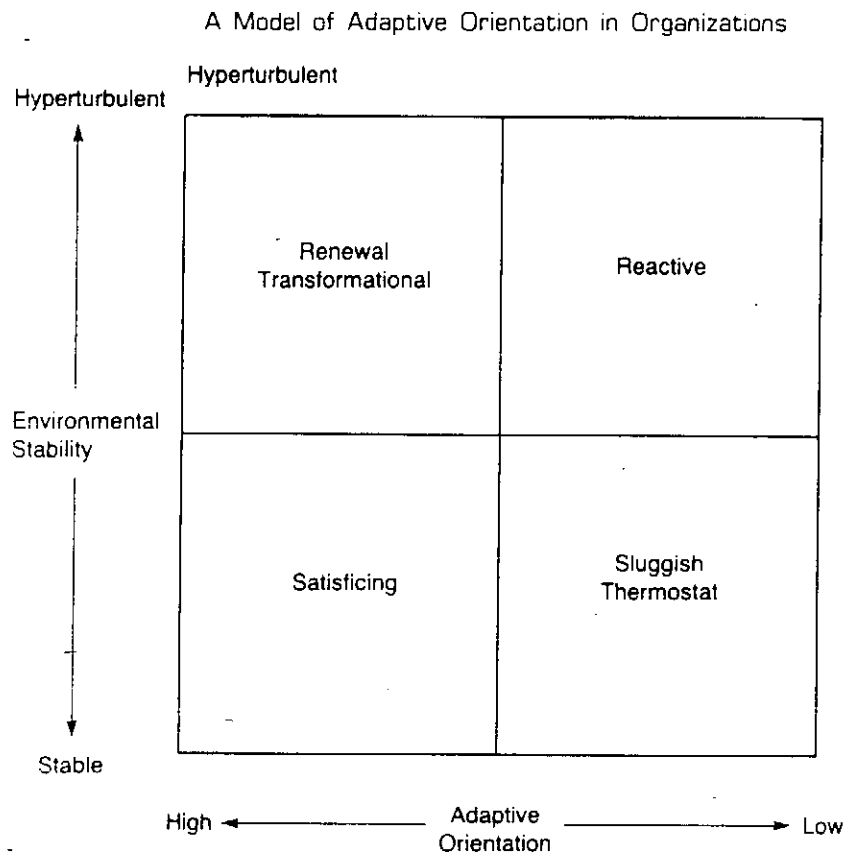 A Model of Adaptive Orientation in Organizations
Hyperturbulent
Hyperturbulent
Renewal
Transformational
Reactive
Environmental
Stability
Satisficing
Sluggish
Thermostat
Stable
High
Adaptive
Orientation
Low